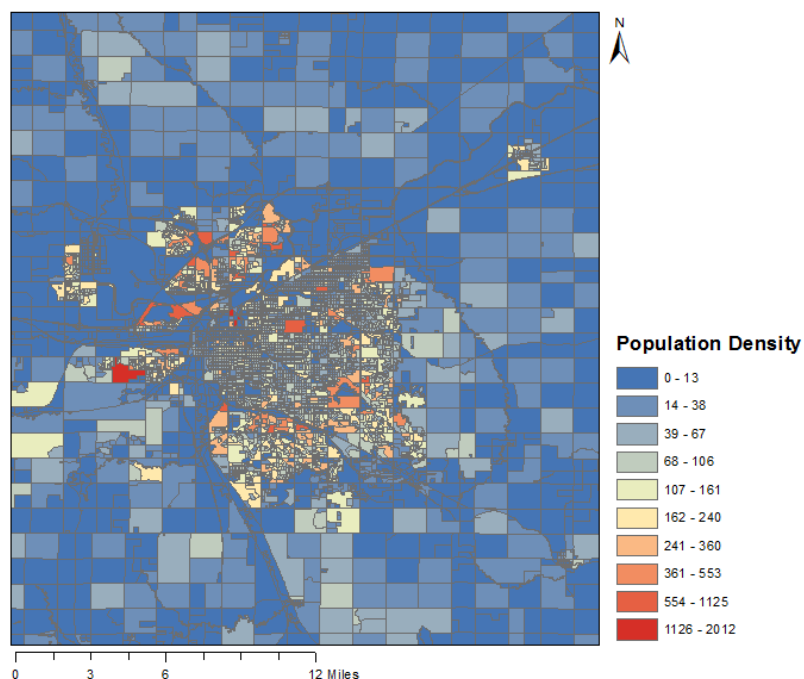 N
Population Density
0 - 13
14 - 38
39 - 67
68 - 106
107 - 161
162 - 240
241 - 360
361 - 553
554 - 1125
1126 - 2012
0 3 6 12 Miles